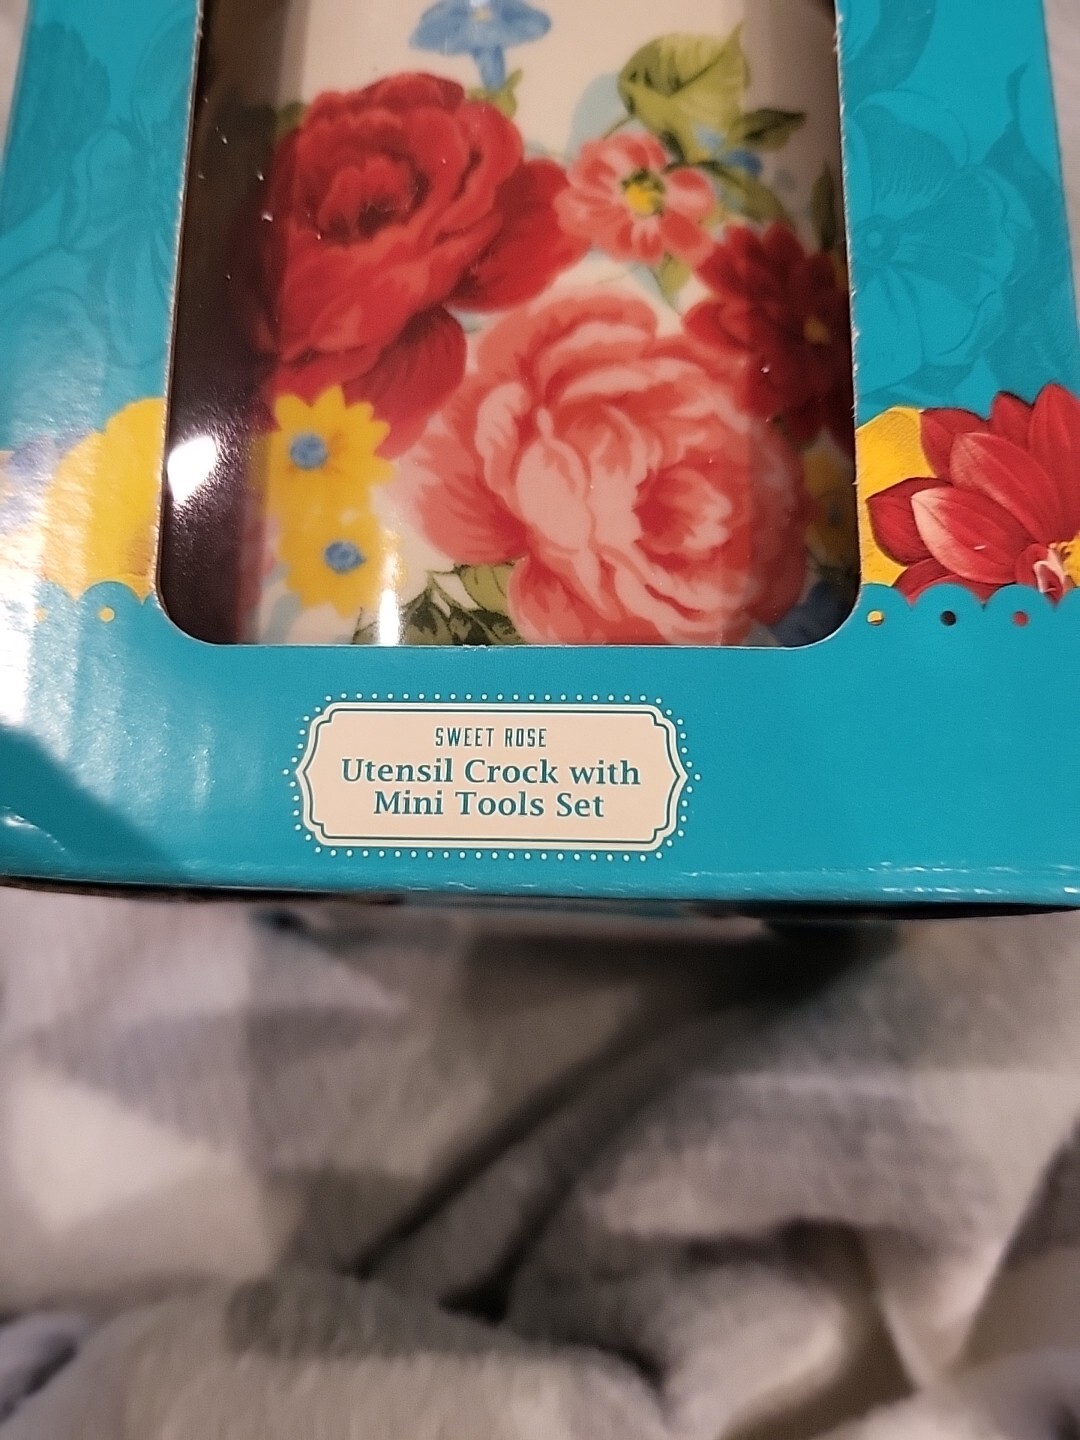 SWEET ROSE
Utensil Crock with
Mini Tools Set